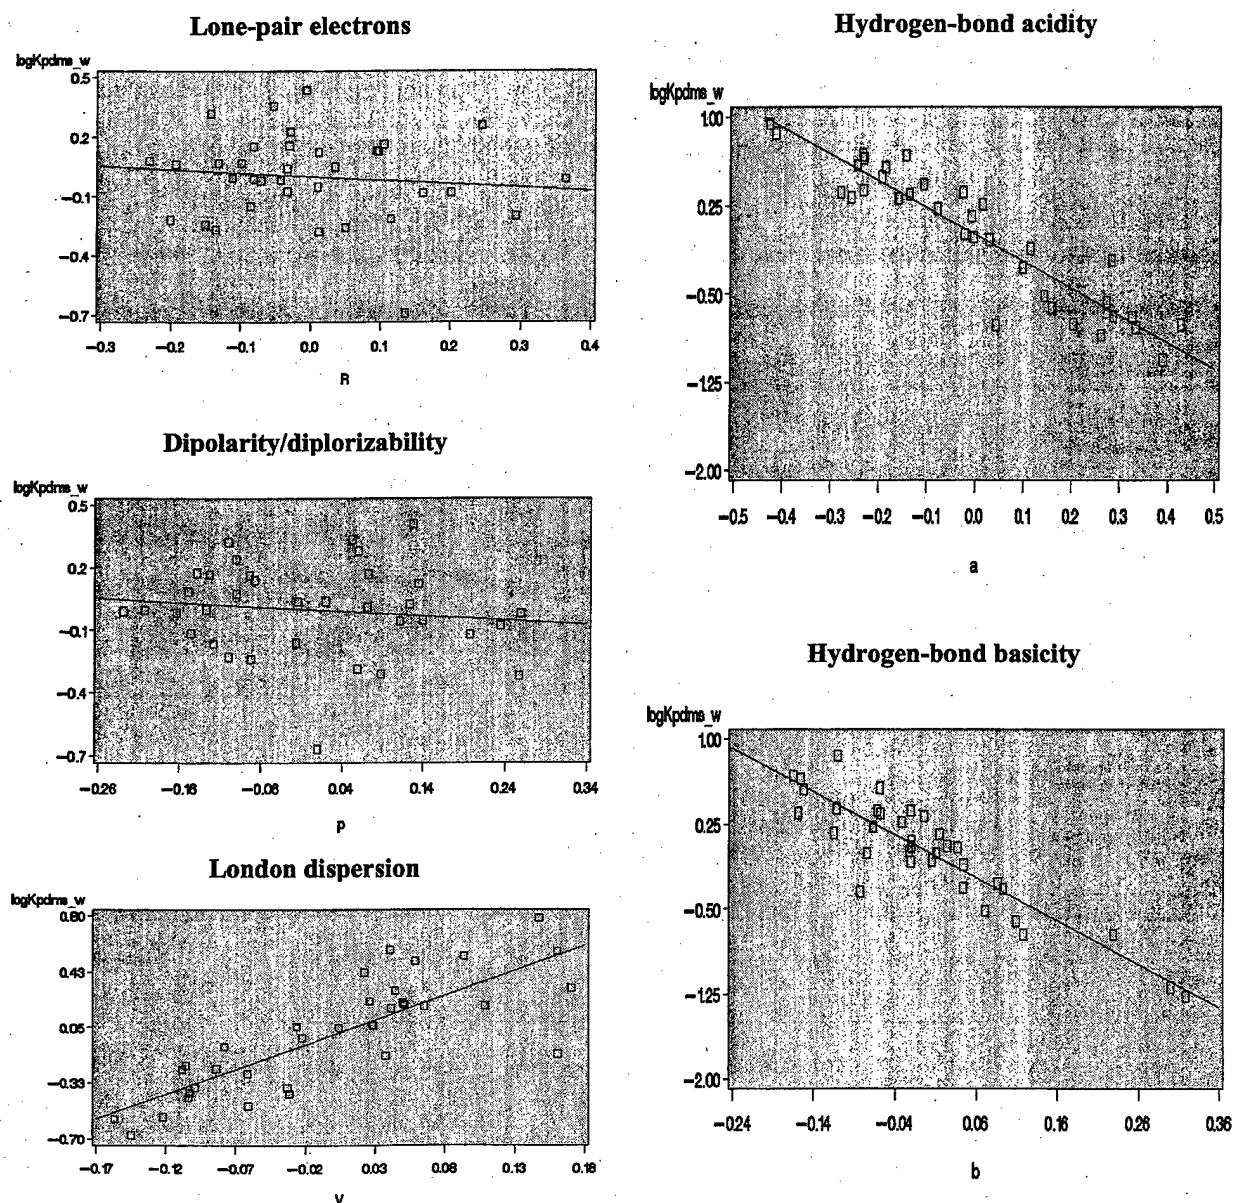 Lone-pair electrons
logKpdms_w
0.5
0.2
−0.1
−0.4
−0.7
−0.3 −0.2 −0.1 0.0 0.1 0.2 0.3 0.4
R
Dipolarity/diplorizability
logKpdms_w
0.5
0.2
−0.1
−0.4
−0.7
−0.26 −0.16 −0.06 0.04 0.14 0.24 0.34
p
London dispersion
logKpdms_w
0.80
0.43
0.05
−0.33
−0.70
−0.17 −0.12 −0.07 −0.02 0.03 0.08 0.13 0.18
V
Hydrogen-bond acidity
logKpdms_w
1.00
0.25
−0.50
−1.25
−2.00
−0.5 −0.4 −0.3 −0.2 −0.1 0.0 0.1 0.2 0.3 0.4 0.5
a
Hydrogen-bond basicity
logKpdms_w
1.00
0.25
−0.50
−1.25
−2.00
−0.24 −0.14 −0.04 0.06 0.16 0.26 0.36
b